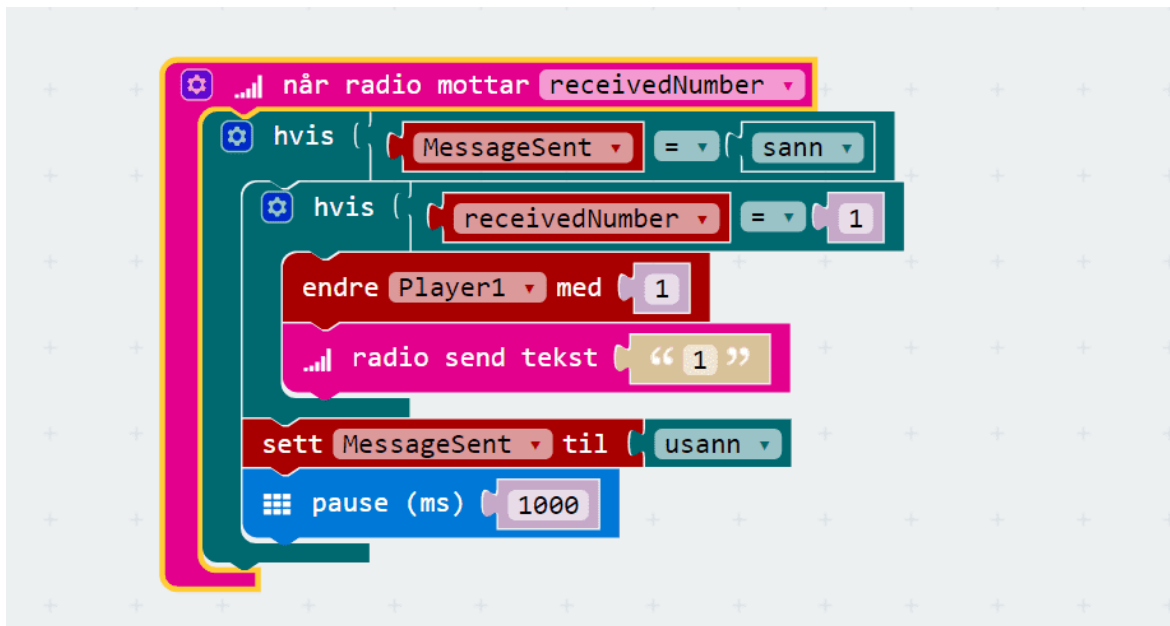 når radio mottar receivedNumber
hvis MessageSent = sann
hvis receivedNumber = 1
endre Player1 med 1
radio send tekst “ 1 ”
sett MessageSent til usann
pause (ms) 1000